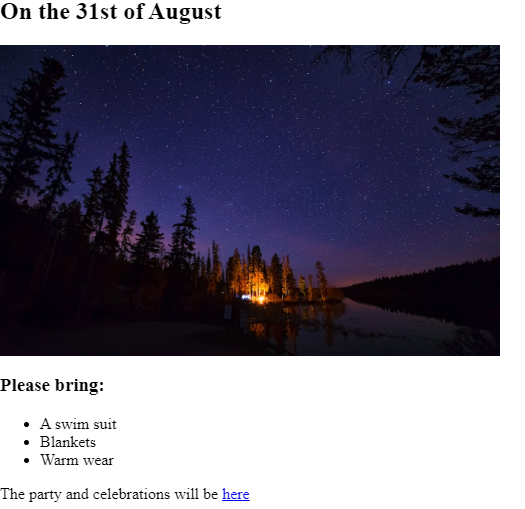 On the 31st of August
Please bring:
A swim suit
Blankets
Warm wear
The party and celebrations will be here